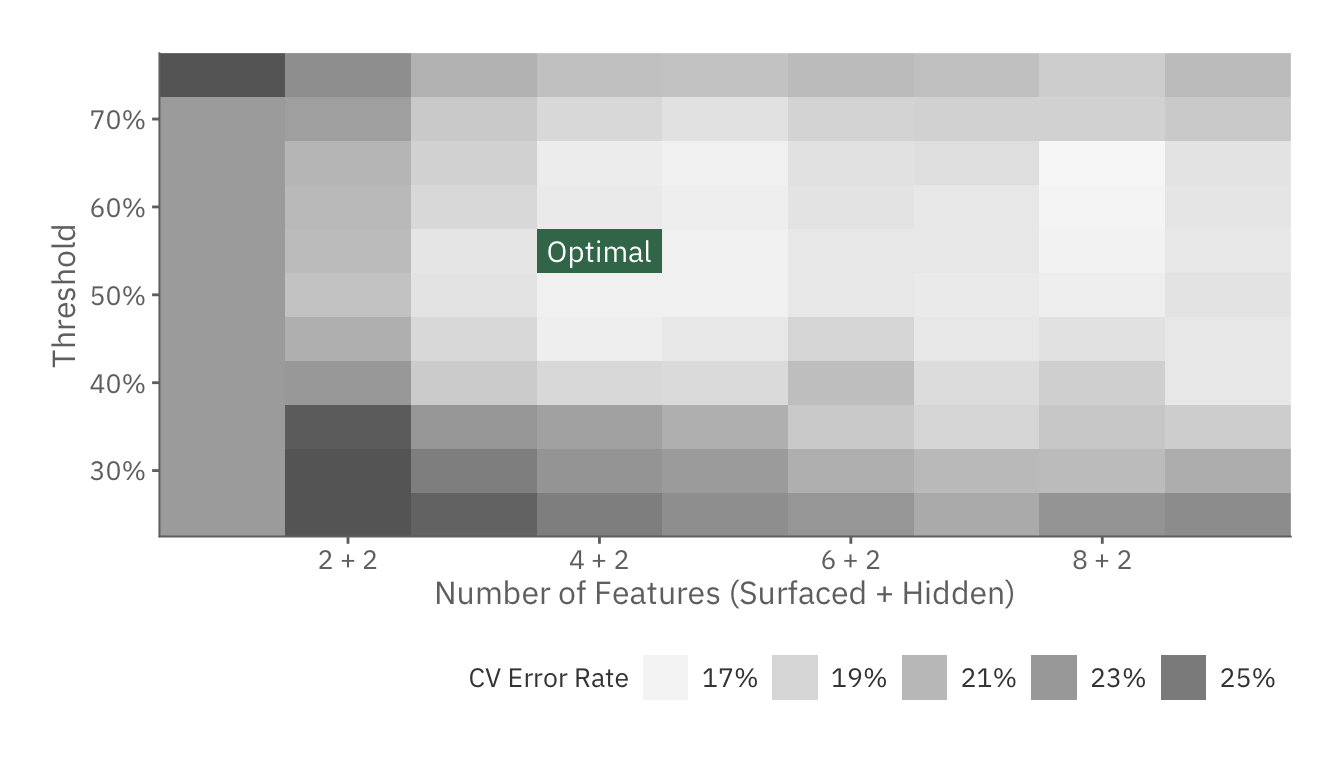 70%
60%
50%
40%
30%
Threshold
Optimal
2 + 2
4 + 2
6 + 2
8 + 2
Number of Features (Surfaced + Hidden)
CV Error Rate 17% 19% 21% 23% 25%